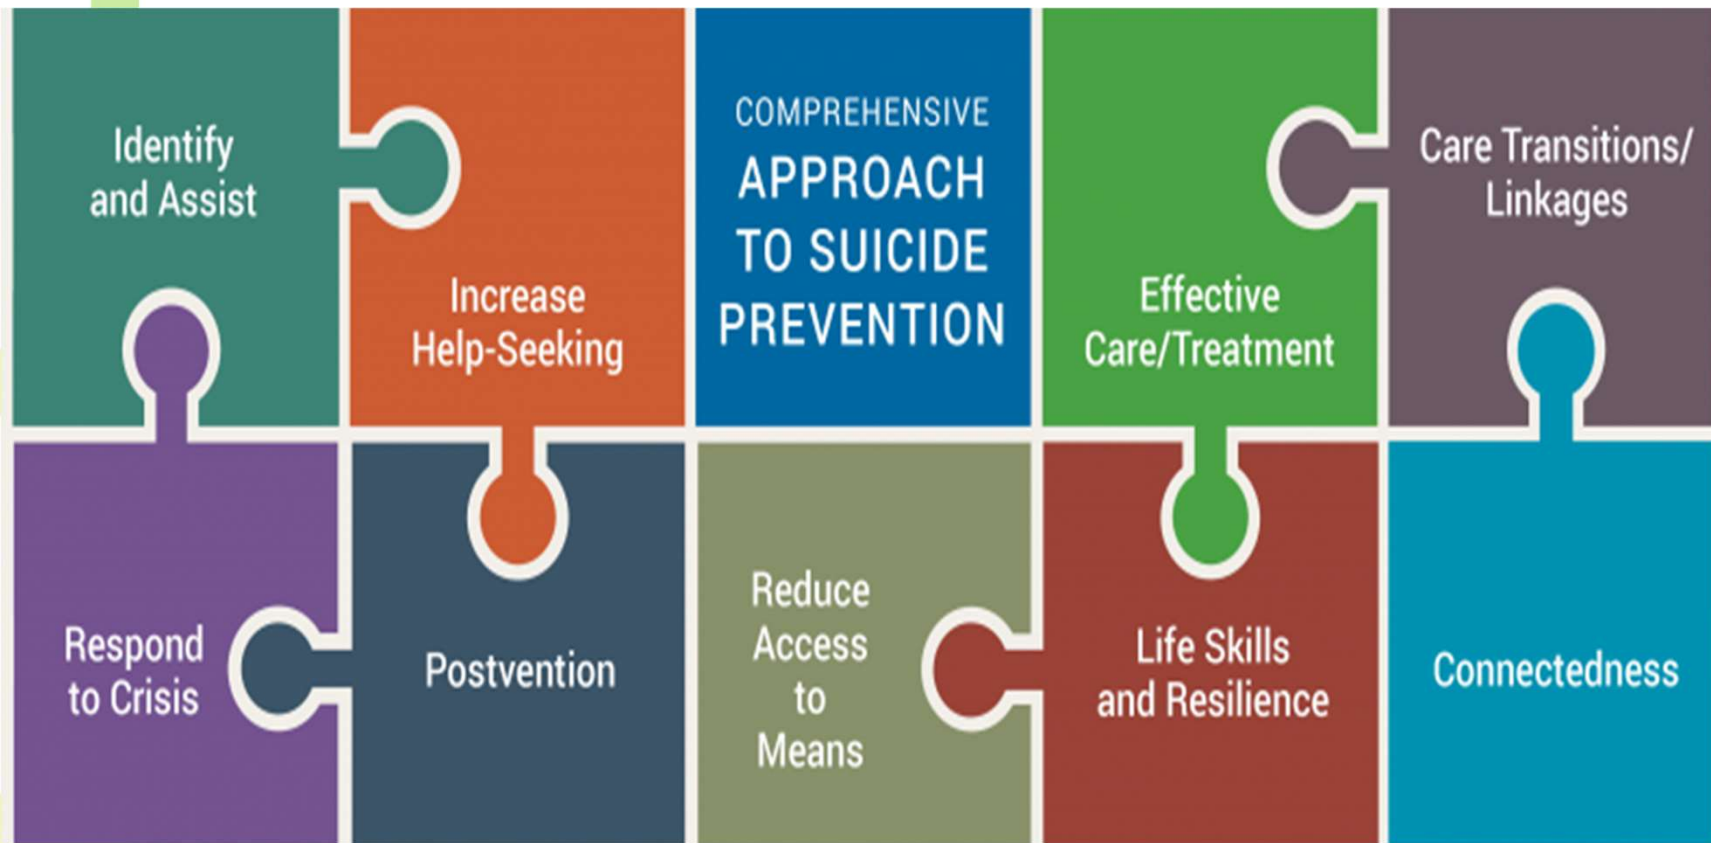 Identify
and Assist
Increase
Help-Seeking
COMPREHENSIVE
APPROACH
TO SUICIDE
PREVENTION
Effective
Care/Treatment
Care Transitions/
Linkages
Respond
to Crisis
Postvention
Reduce
Access
to
Means
Life Skills
and Resilience
Connectedness